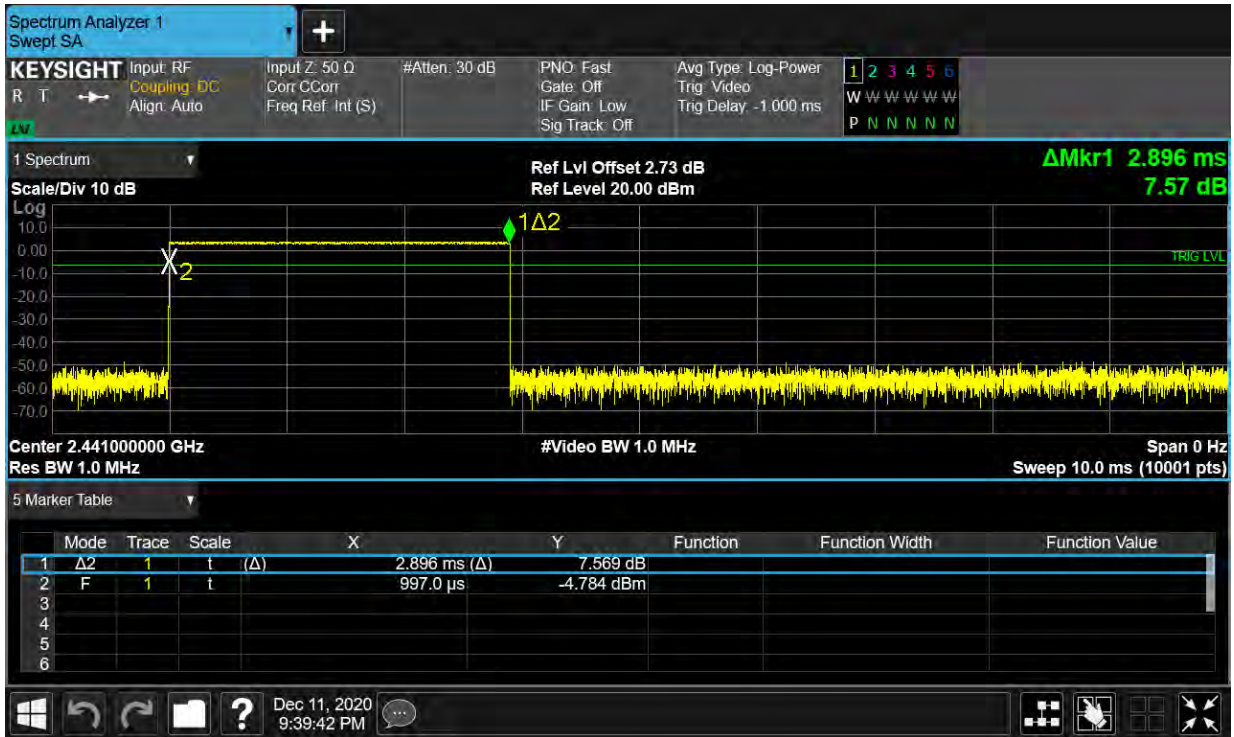 Spectrum Analyzer 1
Swept SA
KEYSIGHT
R T
LXI
Input: RF
Coupling: DC
Align: Auto
Input Z: 50 Ω
Corr CCorr
Freq Ref: Int (S)
#Atten: 30 dB
PNO: Fast
Gate: Off
IF Gain: Low
Sig Track: Off
Avg Type: Log-Power
Trig: Video
Trig Delay: -1.000 ms
1 2 3 4 5 6
W W W W W W
P N N N N N
1 Spectrum
Scale/Div 10 dB
Ref Lvl Offset 2.73 dB
Ref Level 20.00 dBm
ΔMkr1 2.896 ms
7.57 dB
Log
10.0
0.00
-10.0
-20.0
-30.0
-40.0
-50.0
-60.0
-70.0
1Δ2
2
TRIG LVL
Center 2.441000000 GHz
Res BW 1.0 MHz
#Video BW 1.0 MHz
Span 0 Hz
Sweep 10.0 ms (10001 pts)
5 Marker Table
Mode Trace Scale X Y Function Function Width Function Value
1 Δ2 1 t (Δ) 2.896 ms (Δ) 7.569 dB
2 F 1 t 997.0 µs -4.784 dBm
3
4
5
6
?
Dec 11, 2020
9:39:42 PM